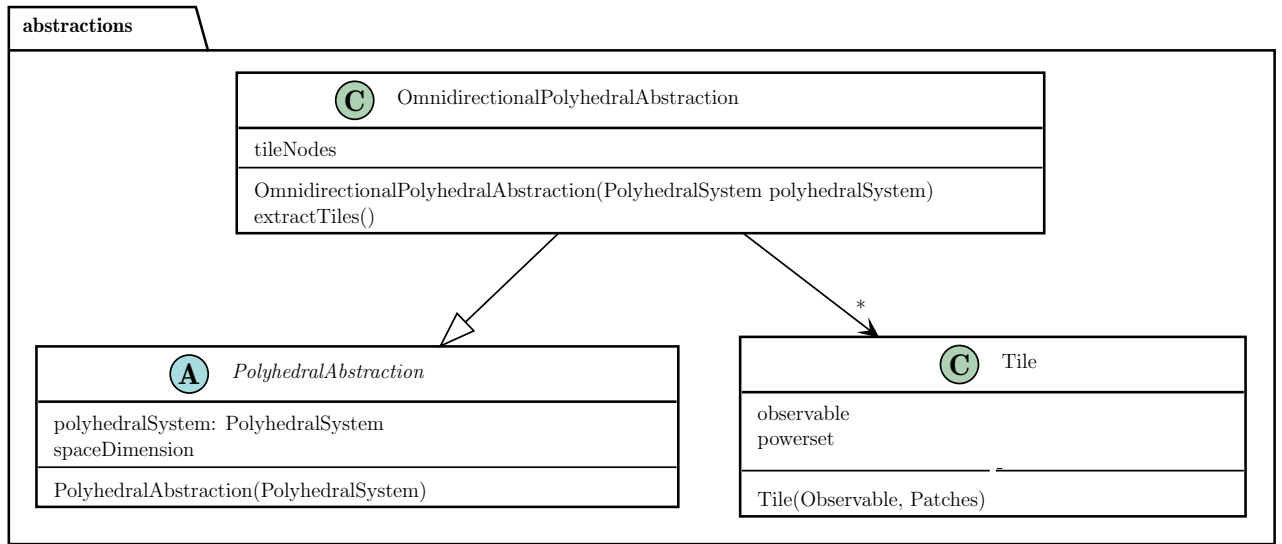 abstractions
C OmnidirectionalPolyhedralAbstraction
tileNodes
OmnidirectionalPolyhedralAbstraction(PolyhedralSystem polyhedralSystem)
extractTiles()
*
A PolyhedralAbstraction
polyhedralSystem: PolyhedralSystem
spaceDimension
PolyhedralAbstraction(PolyhedralSystem)
C Tile
observable
powerset
Tile(Observable, Patches)